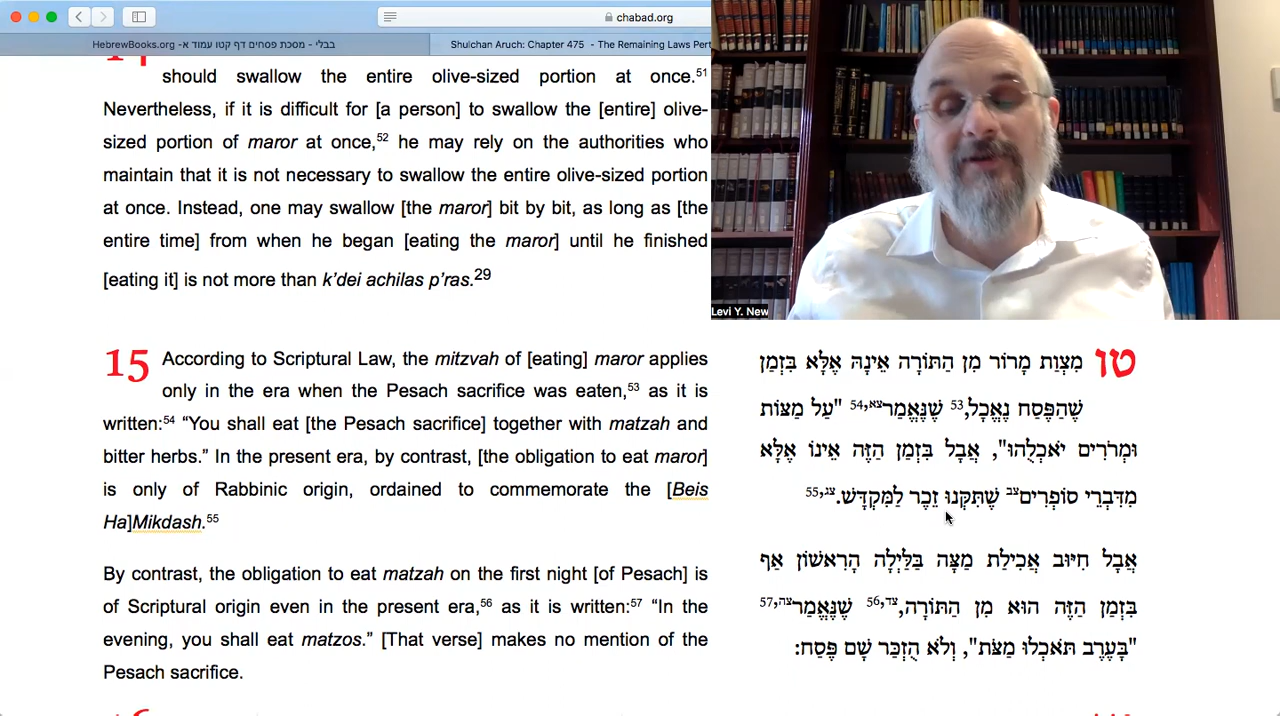 chabad.org
HebrewBooks.org - בבלי - מסכת פסחים דף קטו עמוד א
Shulchan Aruch: Chapter 475 - The Remaining Laws Pert
should swallow the entire olive-sized portion at once.51
Nevertheless, if it is difficult for [a person] to swallow the [entire] olive-
sized portion of maror at once,52 he may rely on the authorities who
maintain that it is not necessary to swallow the entire olive-sized portion
at once. Instead, one may swallow [the maror] bit by bit, as long as [the
entire time] from when he began [eating the maror] until he finished
[eating it] is not more than k’dei achilas p’ras.29
Levi Y. New
15 According to Scriptural Law, the mitzvah of [eating] maror applies
only in the era when the Pesach sacrifice was eaten,53 as it is
written:54 “You shall eat [the Pesach sacrifice] together with matzah and
bitter herbs.” In the present era, by contrast, [the obligation to eat maror]
is only of Rabbinic origin, ordained to commemorate the [Beis
Ha]Mikdash.55
By contrast, the obligation to eat matzah on the first night [of Pesach] is
of Scriptural origin even in the present era,56 as it is written:57 “In the
evening, you shall eat matzos.” [That verse] makes no mention of the
Pesach sacrifice.
טו מִצְוַת מָרוֹר מִן הַתּוֹרָה אֵינָהּ אֶלָּא בִּזְמַן
שֶׁהַפֶּסַח נֶאֱכָל,53 שֶׁנֶּאֱמַרצא,54 "עַל מַצּוֹת
וּמְרֹרִים יֹאכְלֻהוּ", אֲבָל בִּזְמַן הַזֶּה אֵינוֹ אֶלָּא
מִדִּבְרֵי סוֹפְרִיםצב שֶׁתִּקְּנוּ זֵכֶר לַמִּקְדָּשׁ.צג,55
אֲבָל חִיּוּב אֲכִילַת מַצָּה בַּלַּיְלָה הָרִאשׁוֹן אַף
בִּזְמַן הַזֶּה הוּא מִן הַתּוֹרָה,צד,56 שֶׁנֶּאֱמַרצה,57
"בָּעֶרֶב תֹּאכְלוּ מַצֹּת", וְלֹא הֻזְכַּר שָׁם פֶּסַח: